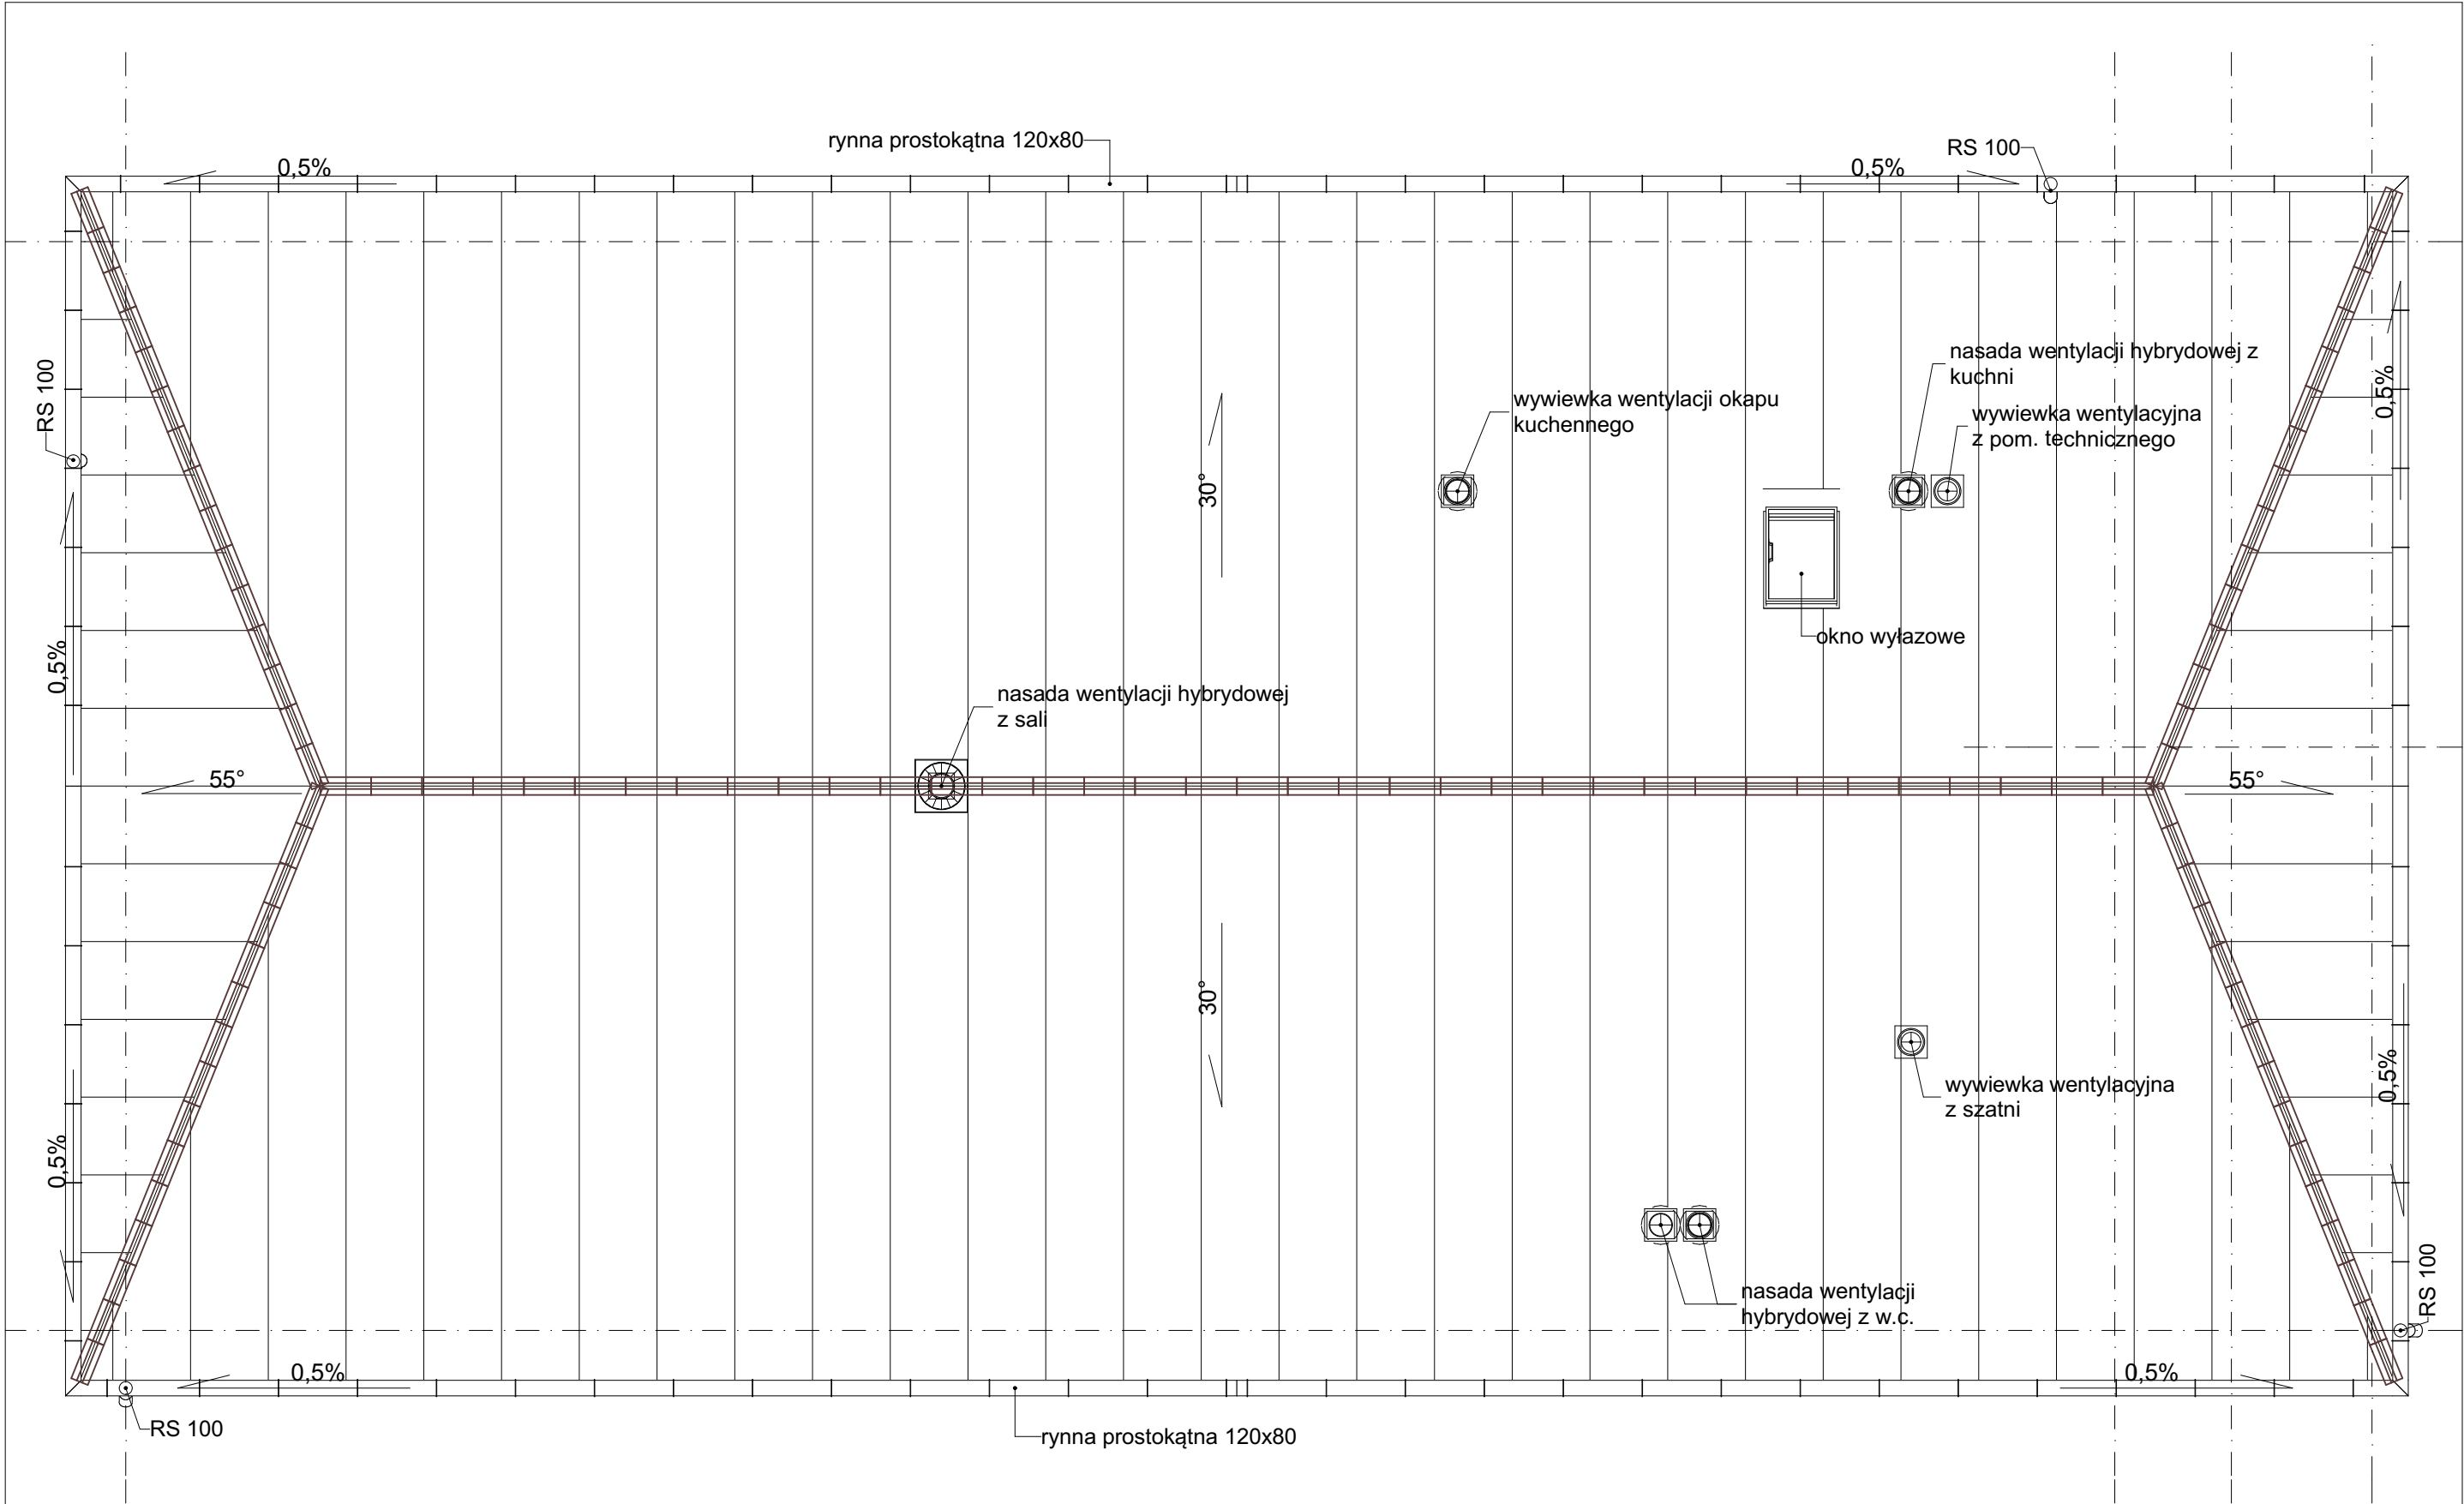 rynna prostokątna 120x80
RS 100
0,5%
0,5%
nasada wentylacji hybrydowej z
kuchni
RS 100
0,5%
wywiewka wentylacji okapu
kuchennego
wywiewka wentylacyjna
z pom. technicznego
30°
okno wyłazowe
0,5%
nasada wentylacji hybrydowej
z sali
55°
55°
30°
wywiewka wentylacyjna
z szatni
0,5%
0,5%
nasada wentylacji
hybrydowej z w.c.
RS 100
0,5%
0,5%
RS 100
rynna prostokątna 120x80